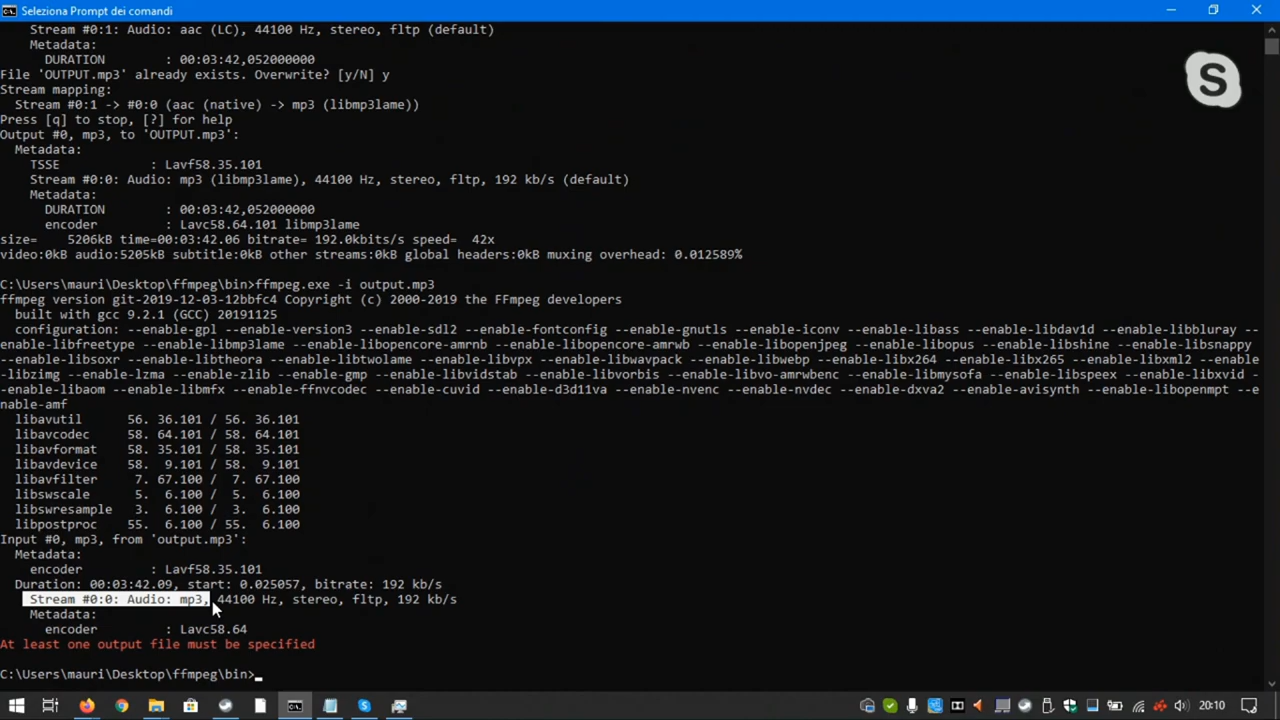 Seleziona Prompt dei comandi
Stream #0:1: Audio: aac (LC), 44100 Hz, stereo, fltp (default)
Metadata:
DURATION : 00:03:42,052000000
File 'OUTPUT.mp3' already exists. Overwrite? [y/N] y
Stream mapping:
Stream #0:1 -> #0:0 (aac (native) -> mp3 (libmp3lame))
Press [q] to stop, [?] for help
Output #0, mp3, to 'OUTPUT.mp3':
Metadata:
TSSE : Lavf58.35.101
Stream #0:0: Audio: mp3 (libmp3lame), 44100 Hz, stereo, fltp, 192 kb/s (default)
Metadata:
DURATION : 00:03:42,052000000
encoder : Lavc58.64.101 libmp3lame
size= 5206kB time=00:03:42.06 bitrate= 192.0kbits/s speed= 42x
video:0kB audio:5205kB subtitle:0kB other streams:0kB global headers:0kB muxing overhead: 0.012589%
C:\Users\mauri\Desktop\ffmpeg\bin>ffmpeg.exe -i output.mp3
ffmpeg version git-2019-12-03-12bbfc4 Copyright (c) 2000-2019 the FFmpeg developers
built with gcc 9.2.1 (GCC) 20191125
configuration: --enable-gpl --enable-version3 --enable-sdl2 --enable-fontconfig --enable-gnutls --enable-iconv --enable-libass --enable-libdav1d --enable-libbluray --
enable-libfreetype --enable-libmp3lame --enable-libopencore-amrnb --enable-libopencore-amrwb --enable-libopenjpeg --enable-libopus --enable-libshine --enable-libsnappy
--enable-libsoxr --enable-libtheora --enable-libtwolame --enable-libvpx --enable-libwavpack --enable-libwebp --enable-libx264 --enable-libx265 --enable-libxml2 --enable
-libzimg --enable-lzma --enable-zlib --enable-gmp --enable-libvidstab --enable-libvorbis --enable-libvo-amrwbenc --enable-libmysofa --enable-libspeex --enable-libxvid -
-enable-libaom --enable-libmfx --enable-ffnvcodec --enable-cuvid --enable-d3d11va --enable-nvenc --enable-nvdec --enable-dxva2 --enable-avisynth --enable-libopenmpt --e
nable-amf
libavutil 56. 36.101 / 56. 36.101
libavcodec 58. 64.101 / 58. 64.101
libavformat 58. 35.101 / 58. 35.101
libavdevice 58. 9.101 / 58. 9.101
libavfilter 7. 67.100 / 7. 67.100
libswscale 5. 6.100 / 5. 6.100
libswresample 3. 6.100 / 3. 6.100
libpostproc 55. 6.100 / 55. 6.100
Input #0, mp3, from 'output.mp3':
Metadata:
encoder : Lavf58.35.101
Duration: 00:03:42.09, start: 0.025057, bitrate: 192 kb/s
Stream #0:0: Audio: mp3, 44100 Hz, stereo, fltp, 192 kb/s
Metadata:
encoder : Lavc58.64
At least one output file must be specified
C:\Users\mauri\Desktop\ffmpeg\bin>
20:10